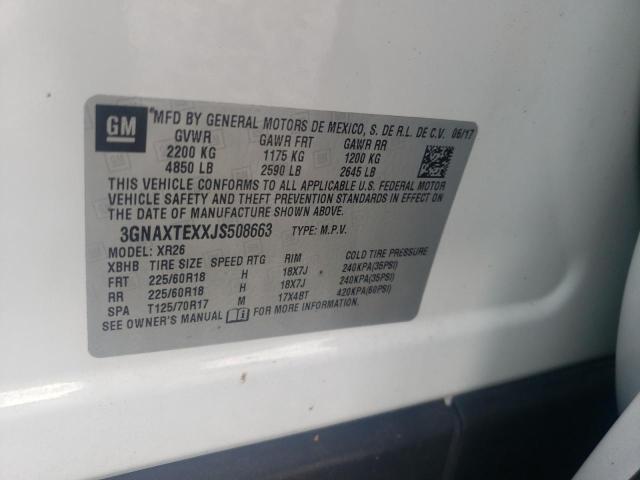 GM
MFD BY GENERAL MOTORS DE MEXICO, S. DE R.L. DE C.V. 06/17
GVWR GAWR FRT GAWR RR
2200 KG 1175 KG 1200 KG
4850 LB 2590 LB 2645 LB
THIS VEHICLE CONFORMS TO ALL APPLICABLE U.S. FEDERAL MOTOR
VEHICLE SAFETY AND THEFT PREVENTION STANDARDS IN EFFECT ON
THE DATE OF MANUFACTURE SHOWN ABOVE.
3GNAXTEXXJS508663 TYPE: M.P.V.
MODEL: XR26
XBHB TIRE SIZE SPEED RTG RIM COLD TIRE PRESSURE
FRT 225/60R18 H 18X7J 240KPA(35PSI)
RR 225/60R18 H 18X7J 240KPA(35PSI)
SPA T125/70R17 M 17X4BT 420KPA(60PSI)
SEE OWNER'S MANUAL FOR MORE INFORMATION.